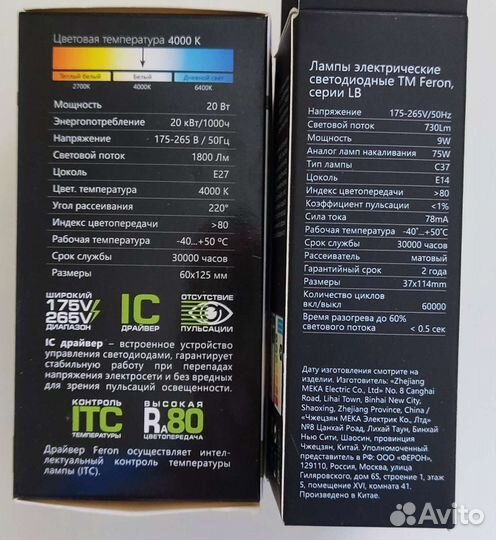 Цветовая температура 4000 К
Теплый белый Белый Дневной свет
2700К 4000К 6400К
Мощность 20 Вт
Энергопотребление 20 кВт/1000ч
Напряжение 175-265 В / 50Гц
Световой поток 1800 Лм
Цоколь E27
Цвет. температура 4000 К
Угол рассеивания 220°
Индекс цветопередачи >80
Рабочая температура -40...+50 °С
Срок службы 30000 часов
Размеры 60х125 мм
ШИРОКИЙ
175V
265V
ДИАПАЗОН
IC
ДРАЙВЕР
ОТСУТСТВИЕ
ПУЛЬСАЦИИ
IC драйвер – встроенное устройство
управления светодиодами, гарантирует
стабильную работу при перепадах
напряжения электросети и без вредных
для зрения пульсаций освещенности.
КОНТРОЛЬ
ITC
ТЕМПЕРАТУРЫ
ВЫСОКАЯ
RA80
ЦВЕТОПЕРЕДАЧА
Драйвер Feron осуществляет интел-
лектуальный контроль температуры
лампы (ITC).
Лампы электрические
светодиодные ТМ Feron,
серии LB
Напряжение 175-265V/50Hz
Световой поток 730Lm
Мощность 9W
Аналог ламп накаливания 75W
Тип лампы C37
Цоколь E14
Индекс цветопередачи >80
Коэффициент пульсации <1%
Сила тока 78mA
Рабочая температура -40°...+50°С
Срок службы 30000 часов
Рассеиватель матовый
Гарантийный срок 2 года
Размеры 37х114mm
Количество циклов
вкл/выкл 60000
Время разогрева до 60%
светового потока < 0.5 сек
Дату изготовления смотрите на
изделии. Изготовитель: «Zhejiang
MEKA Electric Co., Ltd» No. 8 Canghai
Road, Lihai Town, Binhai New City,
Shaoxing, Zhejiang Province, China /
«Чжецзян МЕКА Электрик Ко., Лтд»
№8 Цанхай Роад, Лихай Таун, Бинхай
Нью Сити, Шаосин, провинция
Чжецзян, Китай. Уполномоченный
представитель в РФ: ООО «ФЕРОН»,
129110, Россия, Москва, улица
Гиляровского, дом 65, строение 1, этаж
5, помещение XVI, комната 41.
Произведено в Китае.
Avito